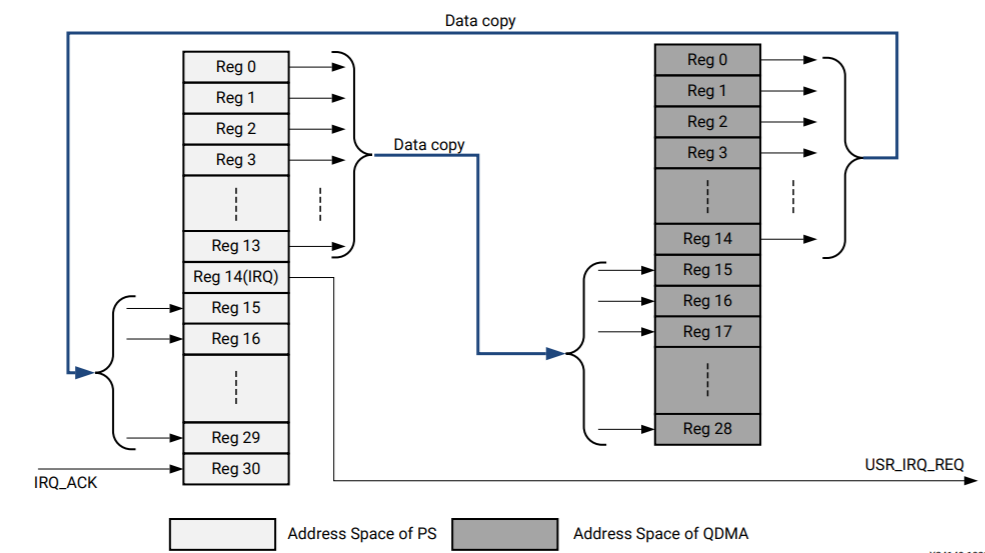 Data copy
Reg 0
Reg 1
Reg 2
Reg 3
Reg 13
Reg 14(IRQ)
Reg 15
Reg 16
Reg 29
Reg 30
IRQ_ACK
Data copy
Reg 0
Reg 1
Reg 2
Reg 3
Reg 14
Reg 15
Reg 16
Reg 17
Reg 28
USR_IRQ_REQ
Address Space of PS
Address Space of QDMA